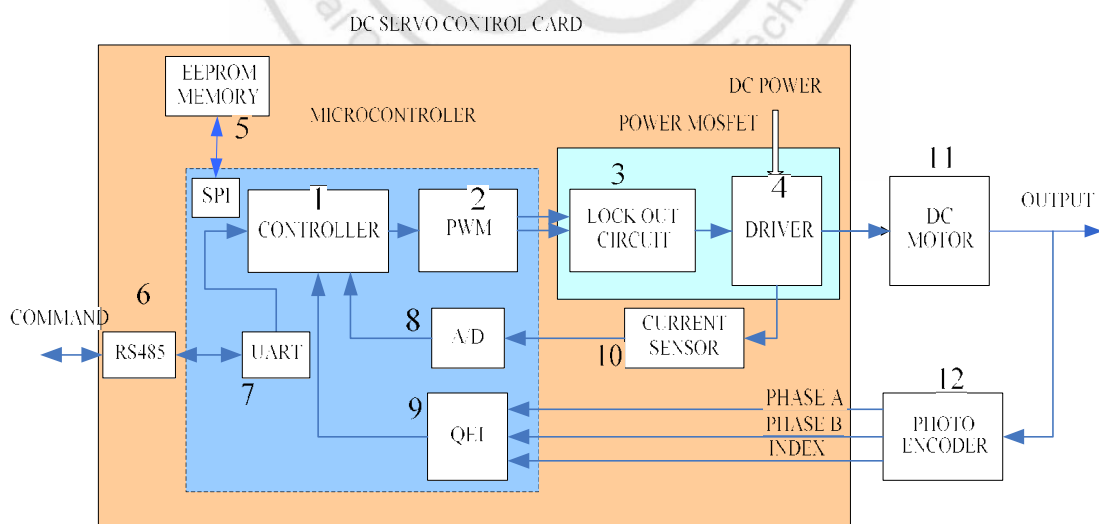 DC SERVO CONTROL CARD
EEPROM
MEMORY
5
MICROCONTROLER
DC POWER
POWER MOSFET
SPI
1
CONTROLLER
2
PWM
3
LOCK OUT
CIRCUIT
4
DRIVER
11
DC
MOTOR
OUTPUT
COMMAND
6
RS485
7
UART
8
A/D
10
CURRENT
SENSOR
9
QEI
PHASE A
PHASE B
INDEX
12
PHOTO
ENCODER